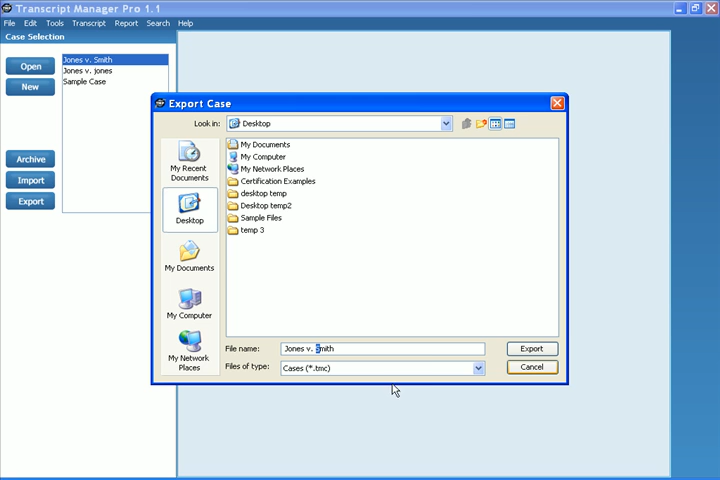 Transcript Manager Pro 1.1
File Edit Tools Transcript Report Search Help
Case Selection
Open
New
Archive
Import
Export
Jones v. Smith
Jones v. jones
Sample Case
Export Case
Look in: Desktop
My Recent
Documents
Desktop
My Documents
My Computer
My Network
Places
My Documents
My Computer
My Network Places
Certification Examples
desktop temp
Desktop temp2
Sample Files
temp 3
File name: Jones v. Smith Export
Files of type: Cases (*.tmc) Cancel